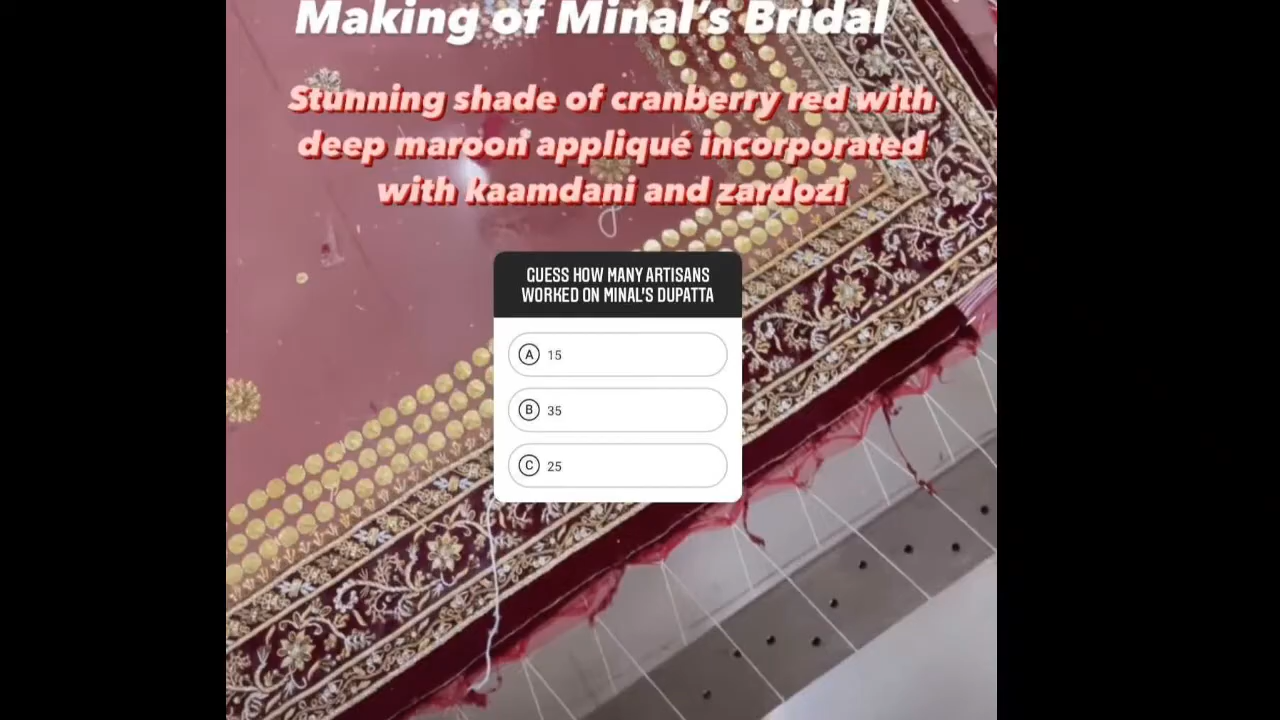 Making of Minal's Bridal
Stunning shade of cranberry red with
deep maroon appliqué incorporated
with kaamdani and zardozi
GUESS HOW MANY ARTISANS
WORKED ON MINAL'S DUPATTA
A 15
B 35
C 25